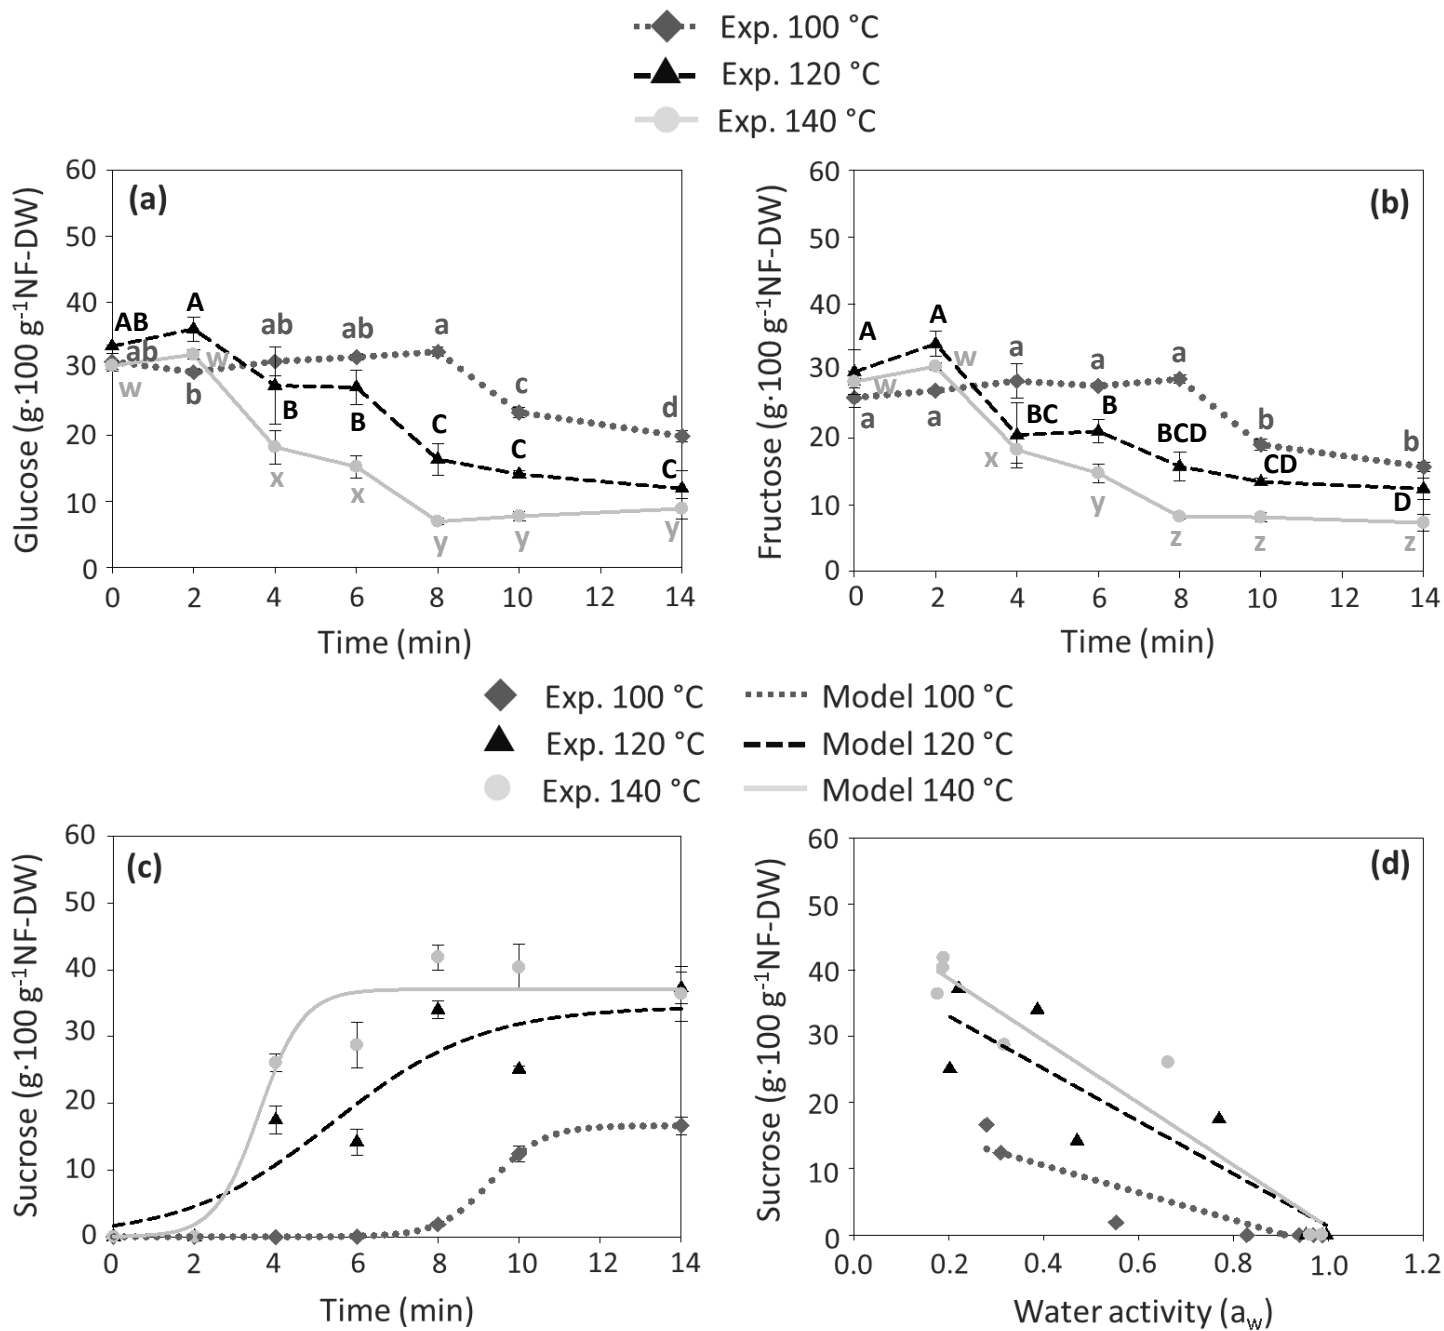 Exp. 100 °C
Exp. 120 °C
Exp. 140 °C
(a)
Glucose (g·100 g⁻¹NF-DW)
60
50
40
30
20
10
0
AB
A
ab
ab
a
ab
w
b
w
c
d
B
B
C
C
C
x
x
y
y
y
0 2 4 6 8 10 12 14
Time (min)
(b)
Fructose (g·100 g⁻¹NF-DW)
60
50
40
30
20
10
0
A
A
w
w
a
a
a
a
a
BC
B
BCD
b
CD
b
D
x
y
z
z
z
0 2 4 6 8 10 12 14
Time (min)
Exp. 100 °C Model 100 °C
Exp. 120 °C Model 120 °C
Exp. 140 °C Model 140 °C
(c)
Sucrose (g·100 g⁻¹NF-DW)
60
50
40
30
20
10
0
0 2 4 6 8 10 12 14
Time (min)
(d)
Sucrose (g·100 g⁻¹NF-DW)
60
50
40
30
20
10
0
0.0 0.2 0.4 0.6 0.8 1.0 1.2
Water activity (a_w)